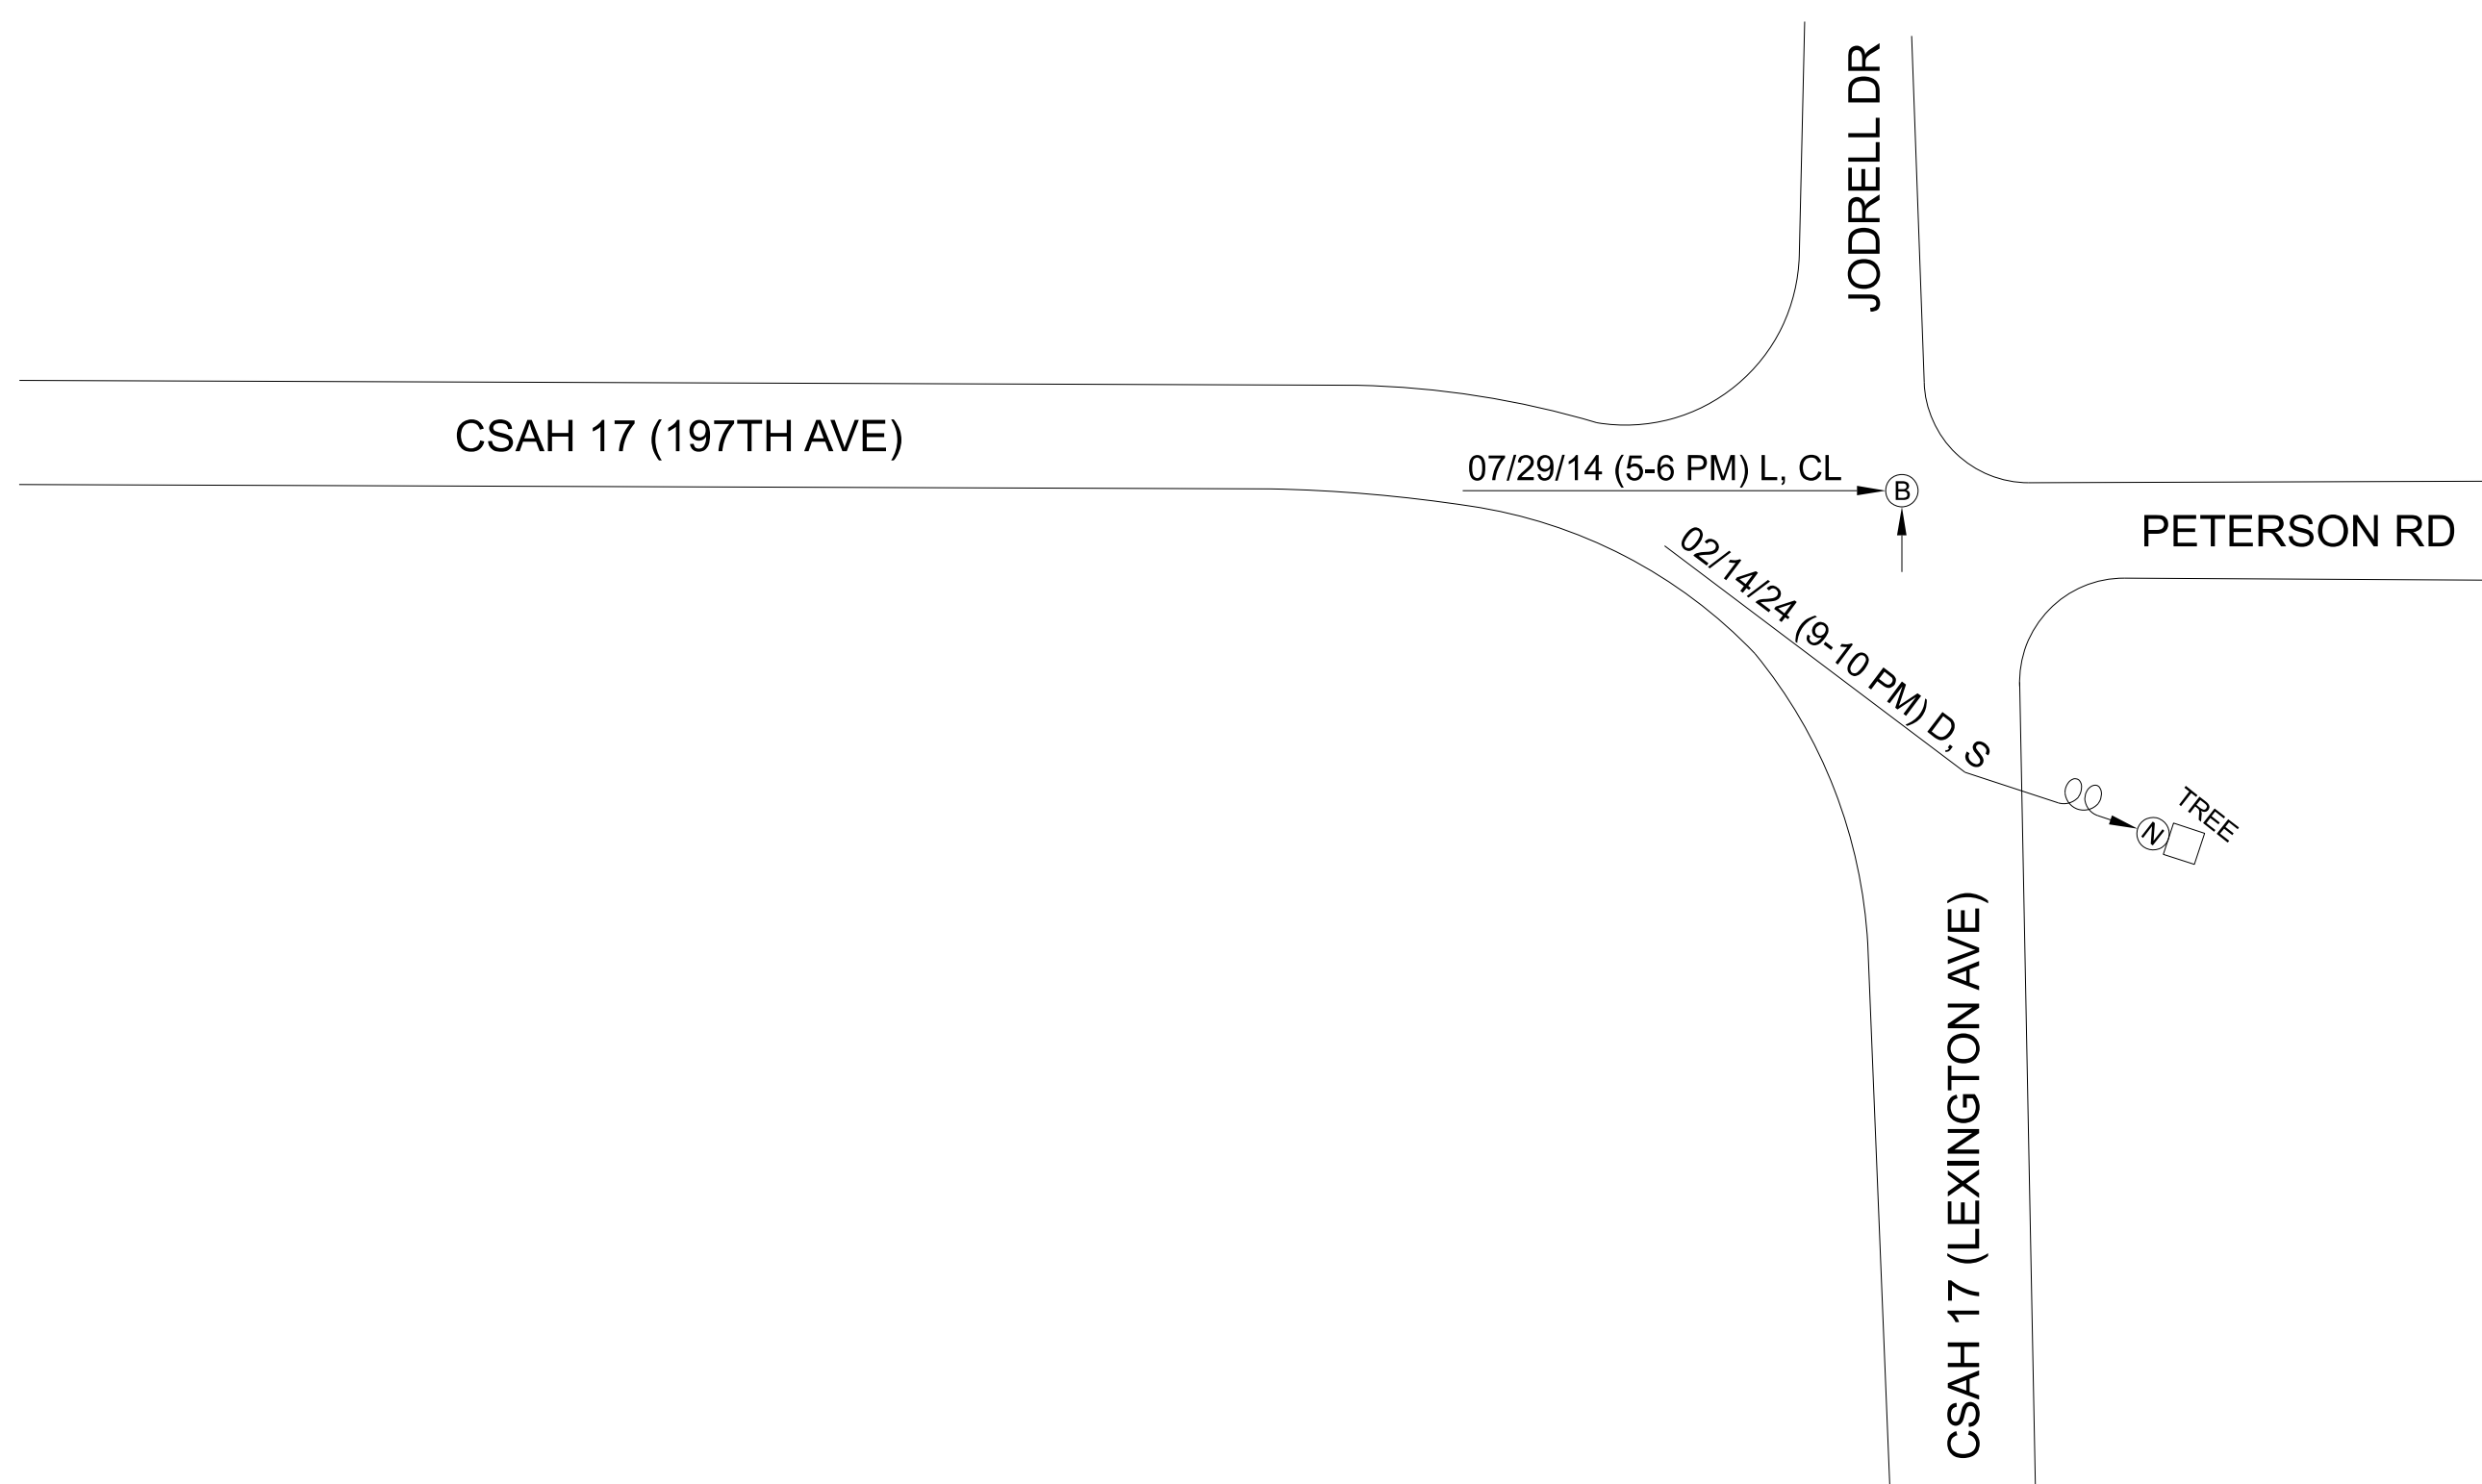 JODRELL DR
CSAH 17 (197TH AVE)
07/29/14 (5-6 PM) L, CL
B
PETERSON RD
02/14/24 (9-10 PM) D, S
TREE
N
CSAH 17 (LEXINGTON AVE)